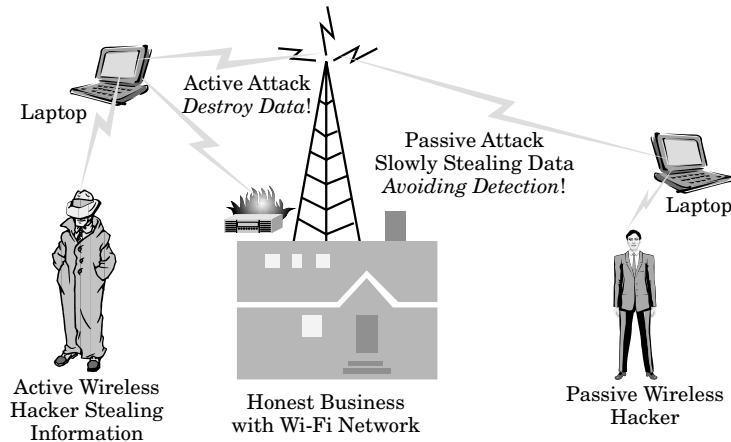 Active Attack
Destroy Data!
Laptop
Passive Attack
Slowly Stealing Data
Avoiding Detection!
Laptop
Active Wireless
Hacker Stealing
Information
Honest Business
with Wi-Fi Network
Passive Wireless
Hacker